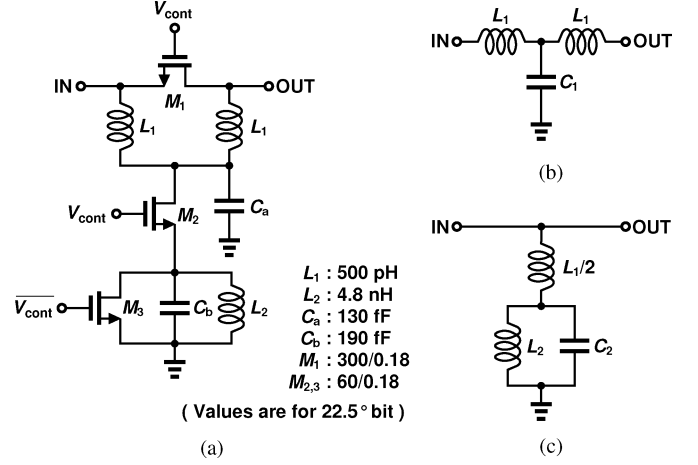 Vcont
IN
OUT
M1
L1
L1
Vcont
M2
Ca
Vcont
M3
Cb
L2
L1 : 500 pH
L2 : 4.8 nH
Ca : 130 fF
Cb : 190 fF
M1 : 300/0.18
M2,3 : 60/0.18
( Values are for 22.5° bit )
(a)
L1
L1
IN
OUT
C1
(b)
IN
OUT
L1/2
L2
C2
(c)